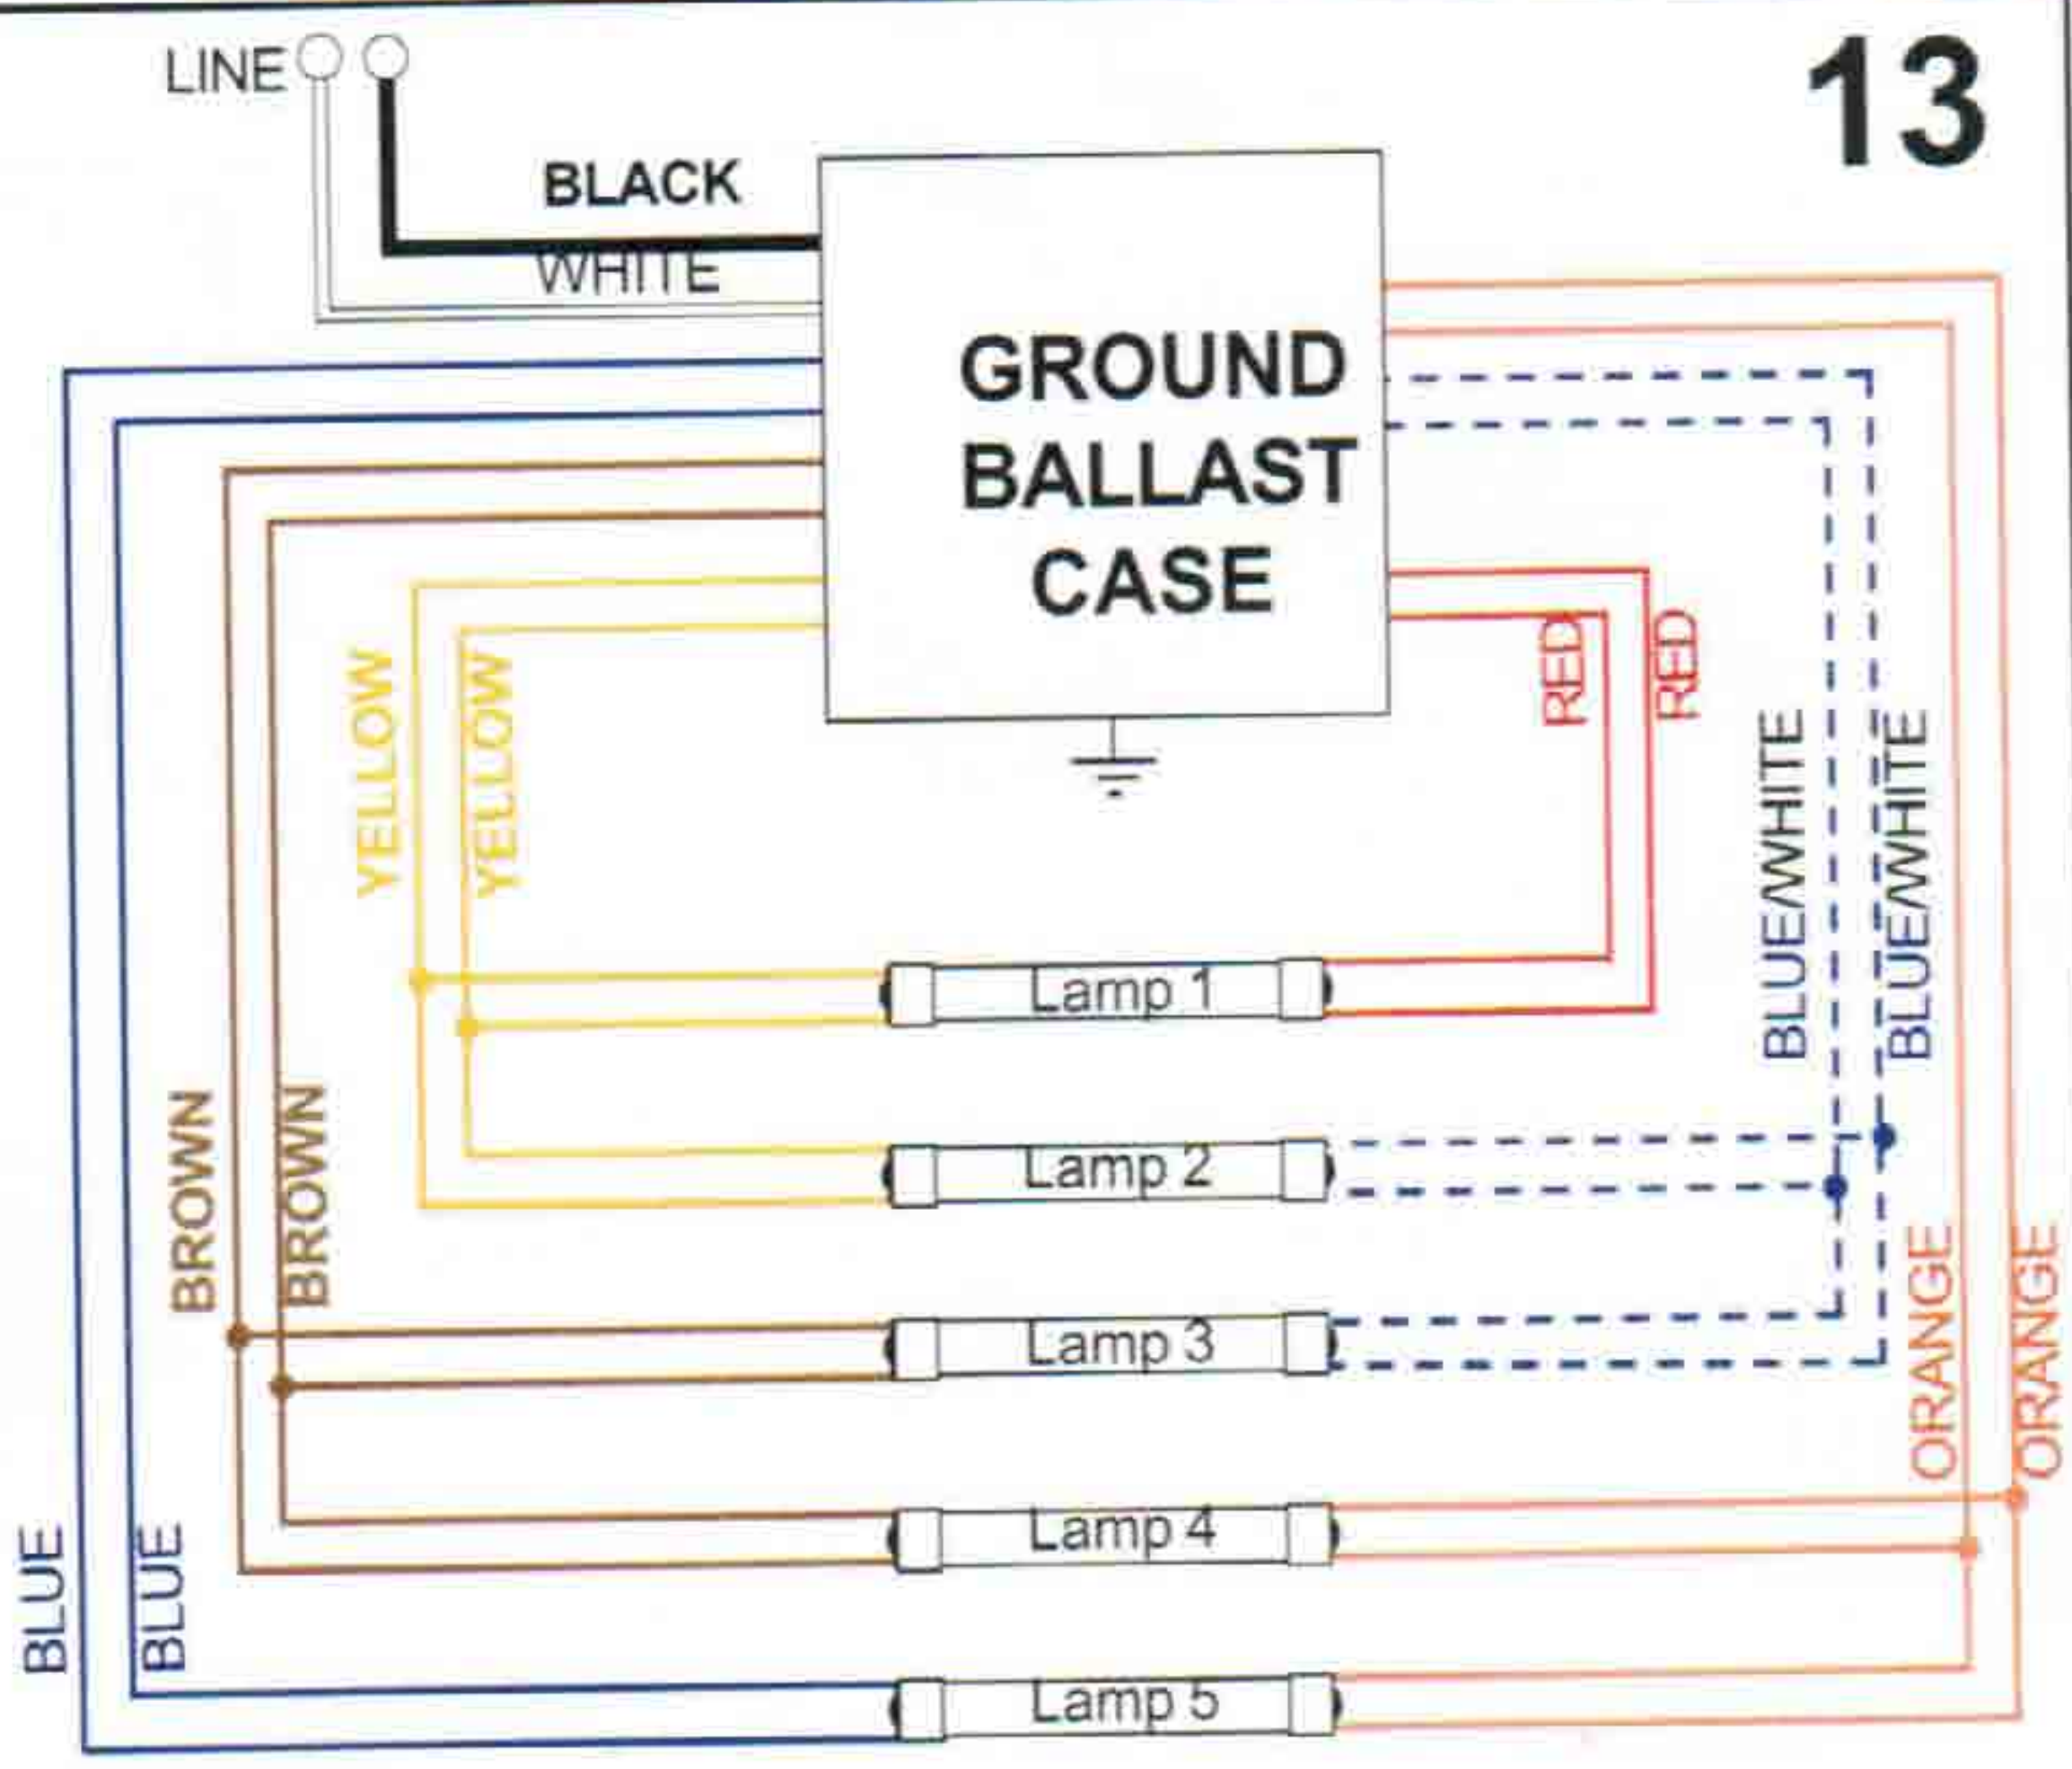 LINE
13
BLACK
WHITE
GROUND
BALLAST
CASE
RED
RED
YELLOW
YELLOW
BLUE/WHITE
BLUE/WHITE
Lamp 1
BROWN
BROWN
Lamp 2
ORANGE
ORANGE
Lamp 3
Lamp 4
BLUE
BLUE
Lamp 5